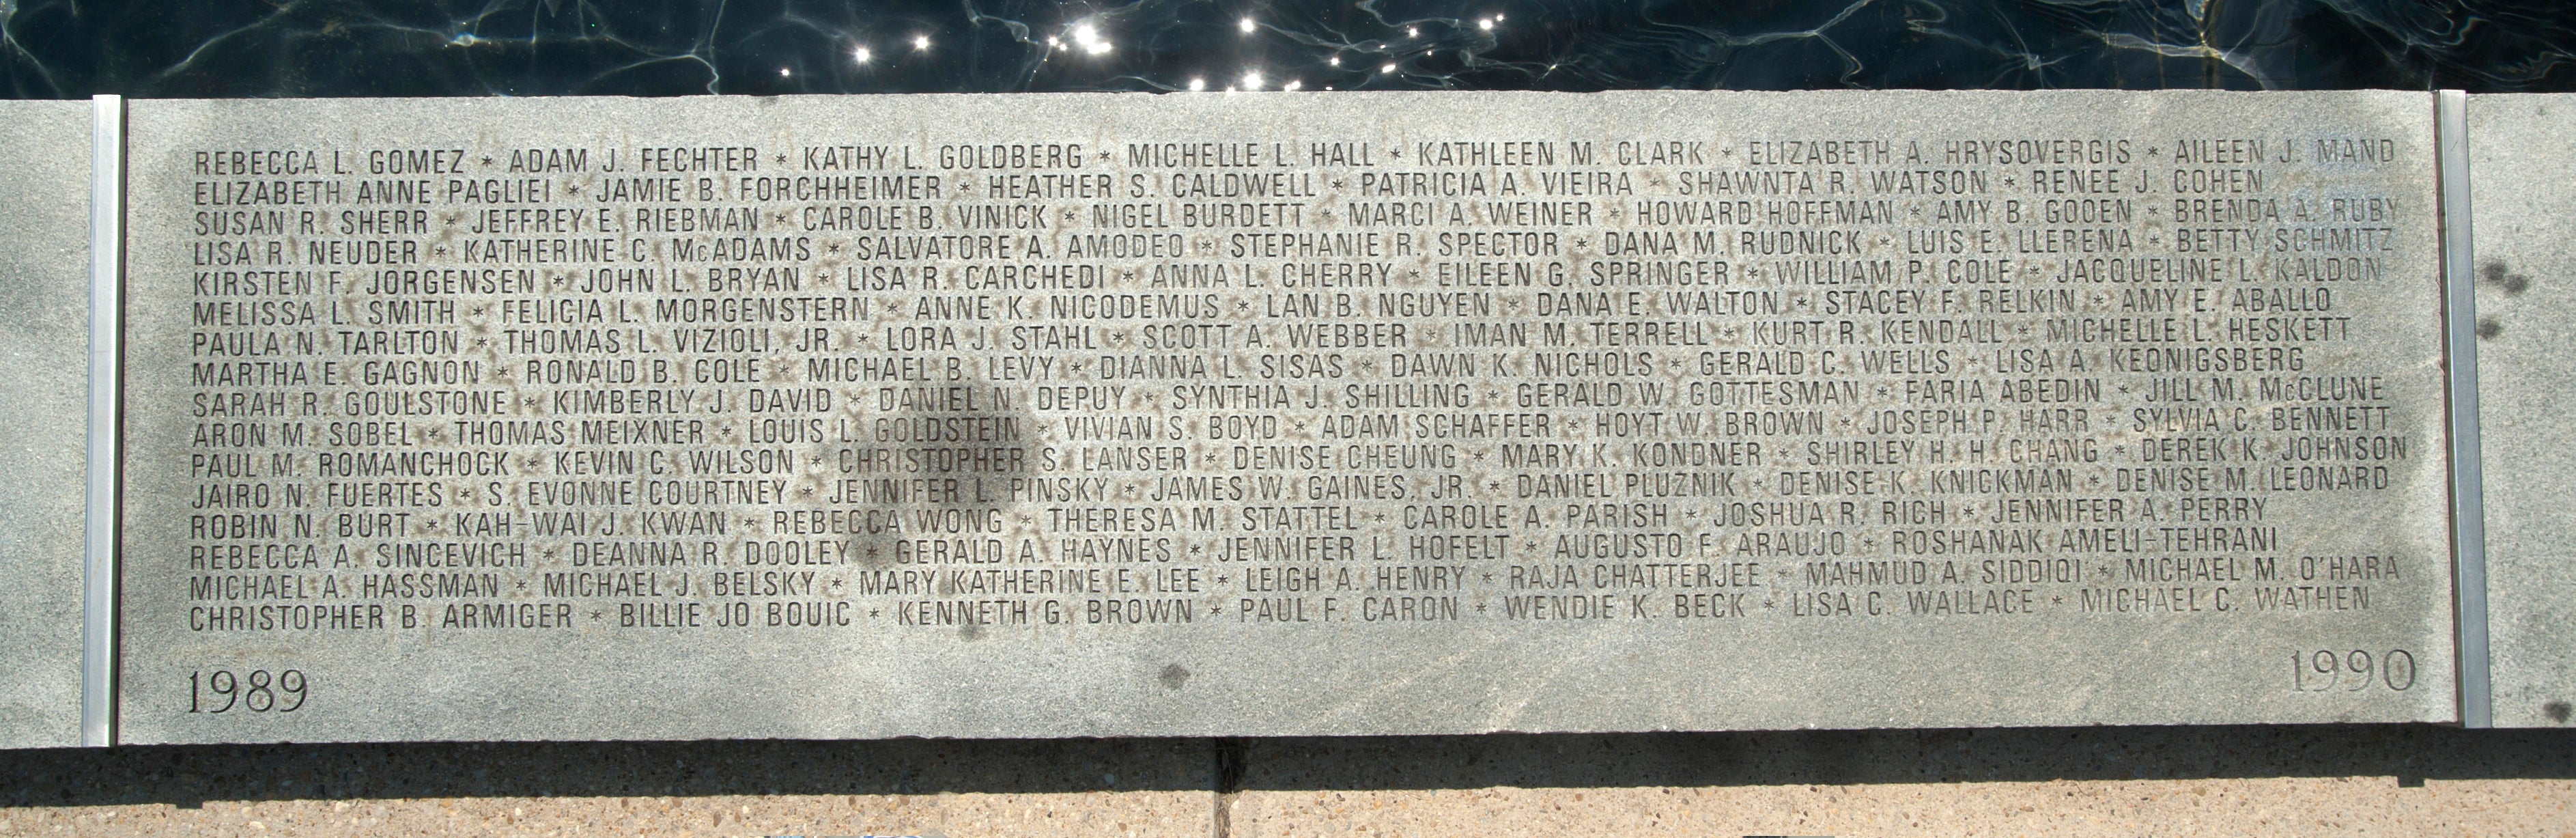 REBECCA L. GOMEZ * ADAM J. FECHTER * KATHY L. GOLDBERG * MICHELLE L. HALL * KATHLEEN M. CLARK * ELIZABETH A. HRYSOVERGIS * AILEEN J. MAND
ELIZABETH ANNE PAGLIEI * JAMIE B. FORCHHEIMER * HEATHER S. CALDWELL * PATRICIA A. VIEIRA * SHAWNTA R. WATSON * RENEE J. COHEN
SUSAN R. SHERR * JEFFREY E. RIEBMAN * CAROLE B. VINICK * NIGEL BURDETT * MARCI A. WEINER * HOWARD HOFFMAN * AMY B. GOOEN * BRENDA A. RUBY
LISA R. NEUDER * KATHERINE C. McADAMS * SALVATORE A. AMODEO * STEPHANIE R. SPECTOR * DANA M. RUDNICK * LUIS E. LLERENA * BETTY SCHMITZ
KIRSTEN F. JORGENSEN * JOHN L. BRYAN * LISA R. CARCHEDI * ANNA L. CHERRY * EILEEN G. SPRINGER * WILLIAM P. COLE * JACQUELINE L. KALDON
MELISSA L. SMITH * FELICIA L. MORGENSTERN * ANNE K. NICODEMUS * LAN B. NGUYEN * DANA E. WALTON * STACEY F. RELKIN * AMY E. ABALLO
PAULA N. TARLTON * THOMAS L. VIZIOLI, JR. * LORA J. STAHL * SCOTT A. WEBBER * IMAN M. TERRELL * KURT R. KENDALL * MICHELLE L. HESKETT
MARTHA E. GAGNON * RONALD B. COLE * MICHAEL B. LEVY * DIANNA L. SISAS * DAWN K. NICHOLS * GERALD C. WELLS * LISA A. KEONIGSBERG
SARAH R. GOULSTONE * KIMBERLY J. DAVID * DANIEL N. DEPUY * SYNTHIA J. SHILLING * GERALD W. GOTTESMAN * FARIA ABEDIN * JILL M. McCLUNE
ARON M. SOBEL * THOMAS MEIXNER * LOUIS L. GOLDSTEIN * VIVIAN S. BOYD * ADAM SCHAFFER * HOYT W. BROWN * JOSEPH P. HARR * SYLVIA C. BENNETT
PAUL M. ROMANCHOCK * KEVIN C. WILSON * CHRISTOPHER S. LANSER * DENISE CHEUNG * MARY K. KONDNER * SHIRLEY H. H. CHANG * DEREK K. JOHNSON
JAIRO N. FUERTES * S. EVONNE COURTNEY * JENNIFER L. PINSKY * JAMES W. GAINES, JR. * DANIEL PLUZNIK * DENISE K. KNICKMAN * DENISE M. LEONARD
ROBIN N. BURT * KAH-WAI J. KWAN * REBECCA WONG * THERESA M. STATTEL * CAROLE A. PARISH * JOSHUA R. RICH * JENNIFER A. PERRY
REBECCA A. SINCEVICH * DEANNA R. DOOLEY * GERALD A. HAYNES * JENNIFER L. HOFELT * AUGUSTO F. ARAUJO * ROSHANAK AMELI-TEHRANI
MICHAEL A. HASSMAN * MICHAEL J. BELSKY * MARY KATHERINE E. LEE * LEIGH A. HENRY * RAJA CHATTERJEE * MAHMUD A. SIDDIQI * MICHAEL M. O'HARA
CHRISTOPHER B. ARMIGER * BILLIE JO BOUIC * KENNETH G. BROWN * PAUL F. CARON * WENDIE K. BECK * LISA C. WALLACE * MICHAEL C. WATHEN
1989 1990